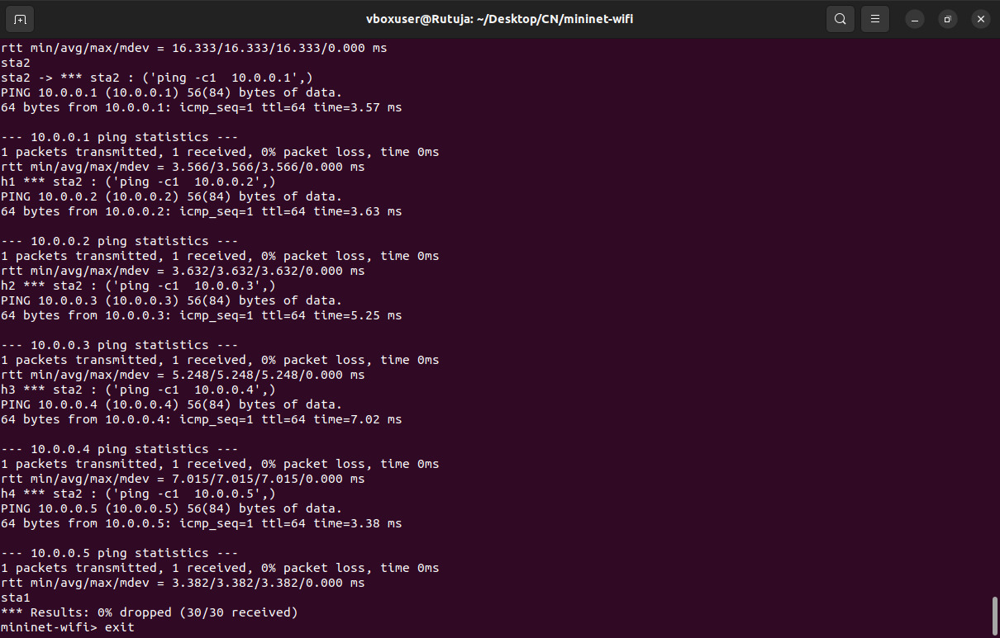 vboxuser@Rutuja: ~/Desktop/CN/mininet-wifi
rtt min/avg/max/mdev = 16.333/16.333/16.333/0.000 ms
sta2
sta2 -> *** sta2 : ('ping -c1  10.0.0.1',)
PING 10.0.0.1 (10.0.0.1) 56(84) bytes of data.
64 bytes from 10.0.0.1: icmp_seq=1 ttl=64 time=3.57 ms

--- 10.0.0.1 ping statistics ---
1 packets transmitted, 1 received, 0% packet loss, time 0ms
rtt min/avg/max/mdev = 3.566/3.566/3.566/0.000 ms
h1 *** sta2 : ('ping -c1  10.0.0.2',)
PING 10.0.0.2 (10.0.0.2) 56(84) bytes of data.
64 bytes from 10.0.0.2: icmp_seq=1 ttl=64 time=3.63 ms

--- 10.0.0.2 ping statistics ---
1 packets transmitted, 1 received, 0% packet loss, time 0ms
rtt min/avg/max/mdev = 3.632/3.632/3.632/0.000 ms
h2 *** sta2 : ('ping -c1  10.0.0.3',)
PING 10.0.0.3 (10.0.0.3) 56(84) bytes of data.
64 bytes from 10.0.0.3: icmp_seq=1 ttl=64 time=5.25 ms

--- 10.0.0.3 ping statistics ---
1 packets transmitted, 1 received, 0% packet loss, time 0ms
rtt min/avg/max/mdev = 5.248/5.248/5.248/0.000 ms
h3 *** sta2 : ('ping -c1  10.0.0.4',)
PING 10.0.0.4 (10.0.0.4) 56(84) bytes of data.
64 bytes from 10.0.0.4: icmp_seq=1 ttl=64 time=7.02 ms

--- 10.0.0.4 ping statistics ---
1 packets transmitted, 1 received, 0% packet loss, time 0ms
rtt min/avg/max/mdev = 7.015/7.015/7.015/0.000 ms
h4 *** sta2 : ('ping -c1  10.0.0.5',)
PING 10.0.0.5 (10.0.0.5) 56(84) bytes of data.
64 bytes from 10.0.0.5: icmp_seq=1 ttl=64 time=3.38 ms

--- 10.0.0.5 ping statistics ---
1 packets transmitted, 1 received, 0% packet loss, time 0ms
rtt min/avg/max/mdev = 3.382/3.382/3.382/0.000 ms
sta1
*** Results: 0% dropped (30/30 received)
mininet-wifi> exit